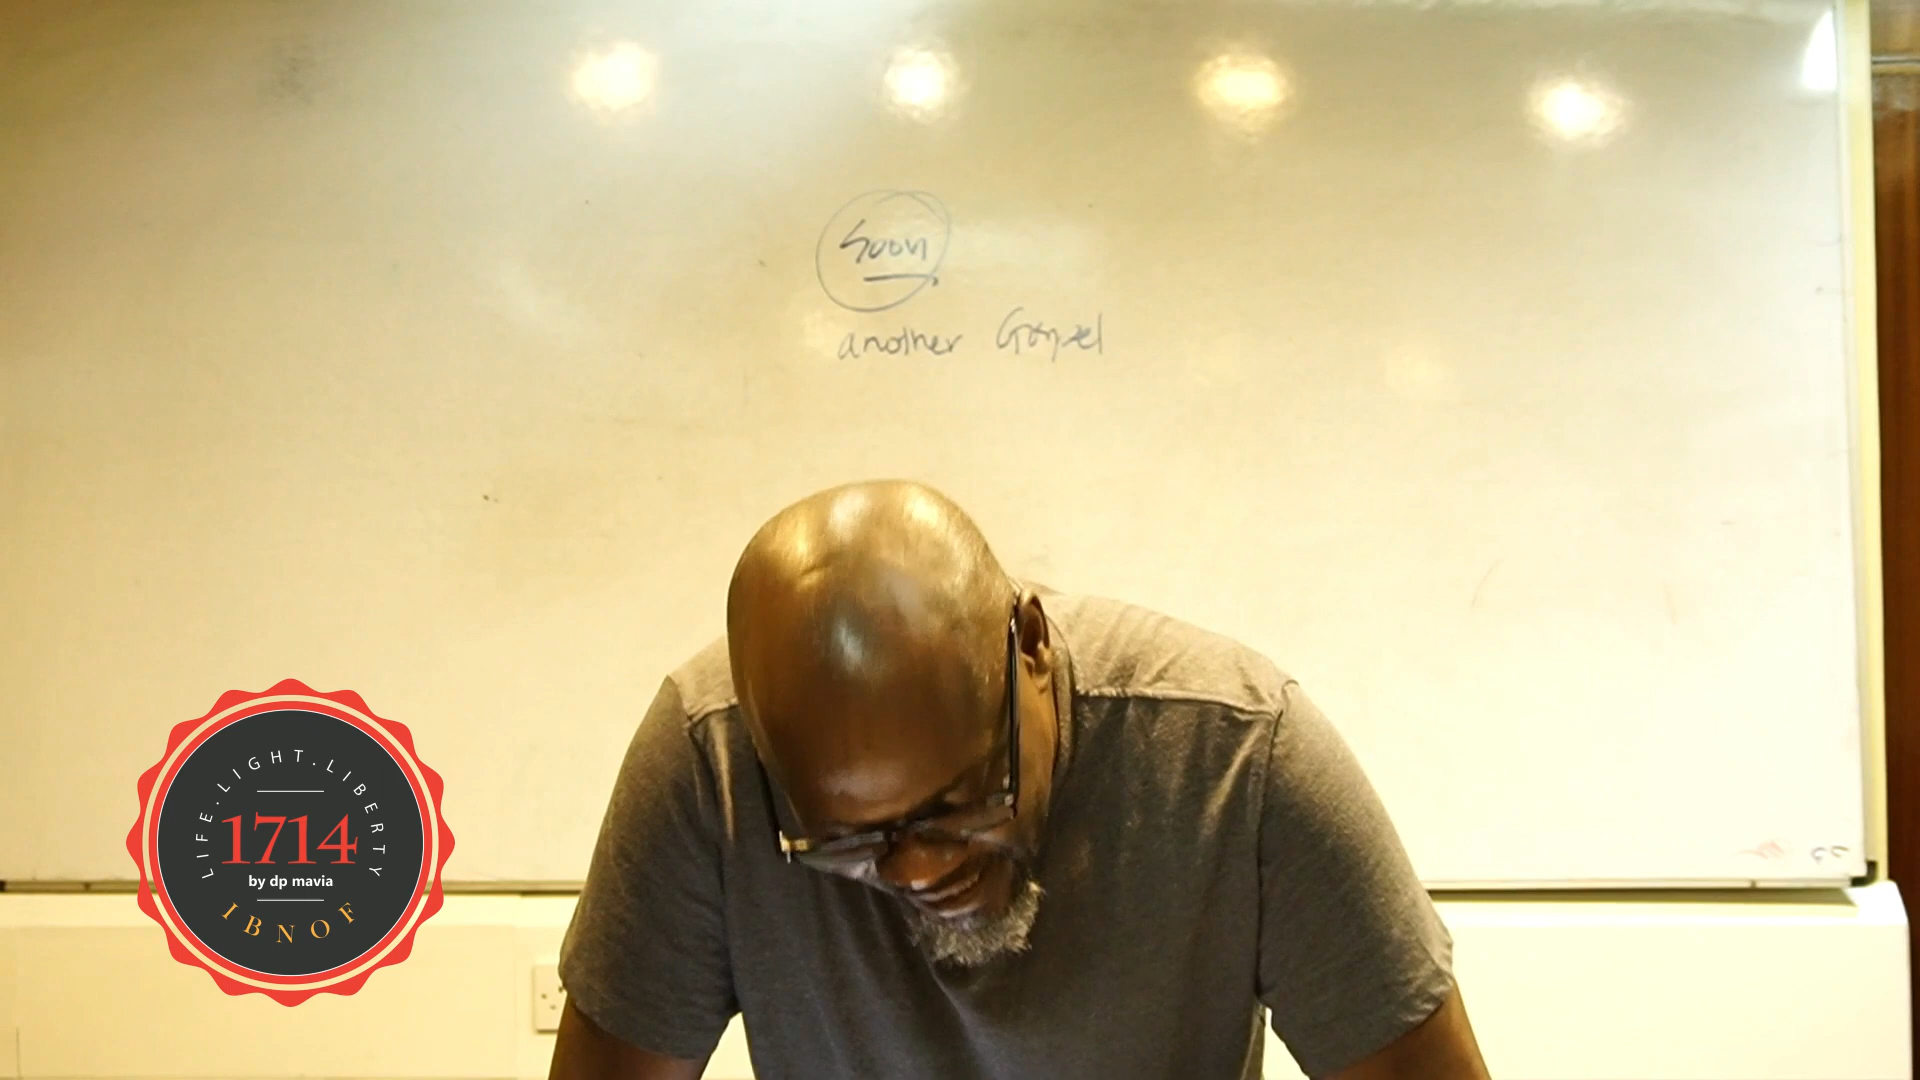 Soon
another Gospel
LIFE.LIGHT.LIBERTY
1714
by dp mavia
IBNOF